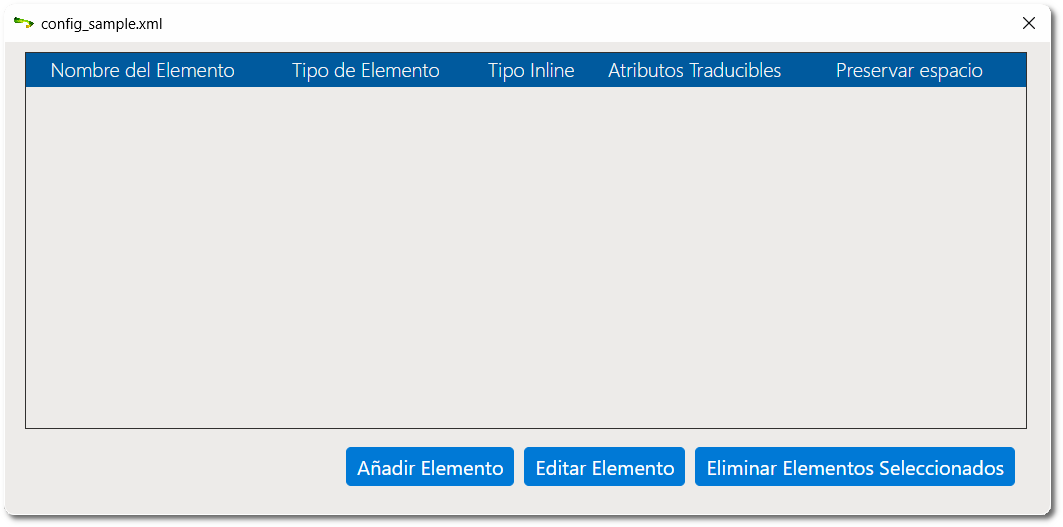 config_sample.xml
Nombre del Elemento Tipo de Elemento Tipo Inline Atributos Traducibles Preservar espacio
Añadir Elemento Editar Elemento Eliminar Elementos Seleccionados